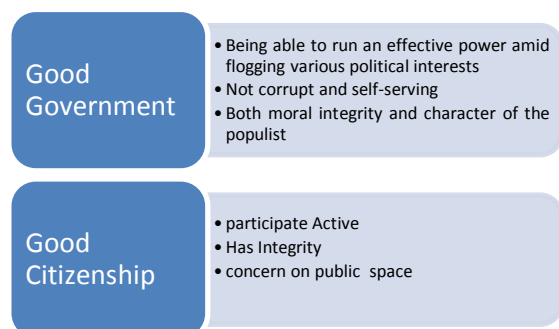 Good
Government
• Being able to run an effective power amid
flogging various political interests
• Not corrupt and self-serving
• Both moral integrity and character of the
populist
Good
Citizenship
• participate Active
• Has Integrity
• concern on public space